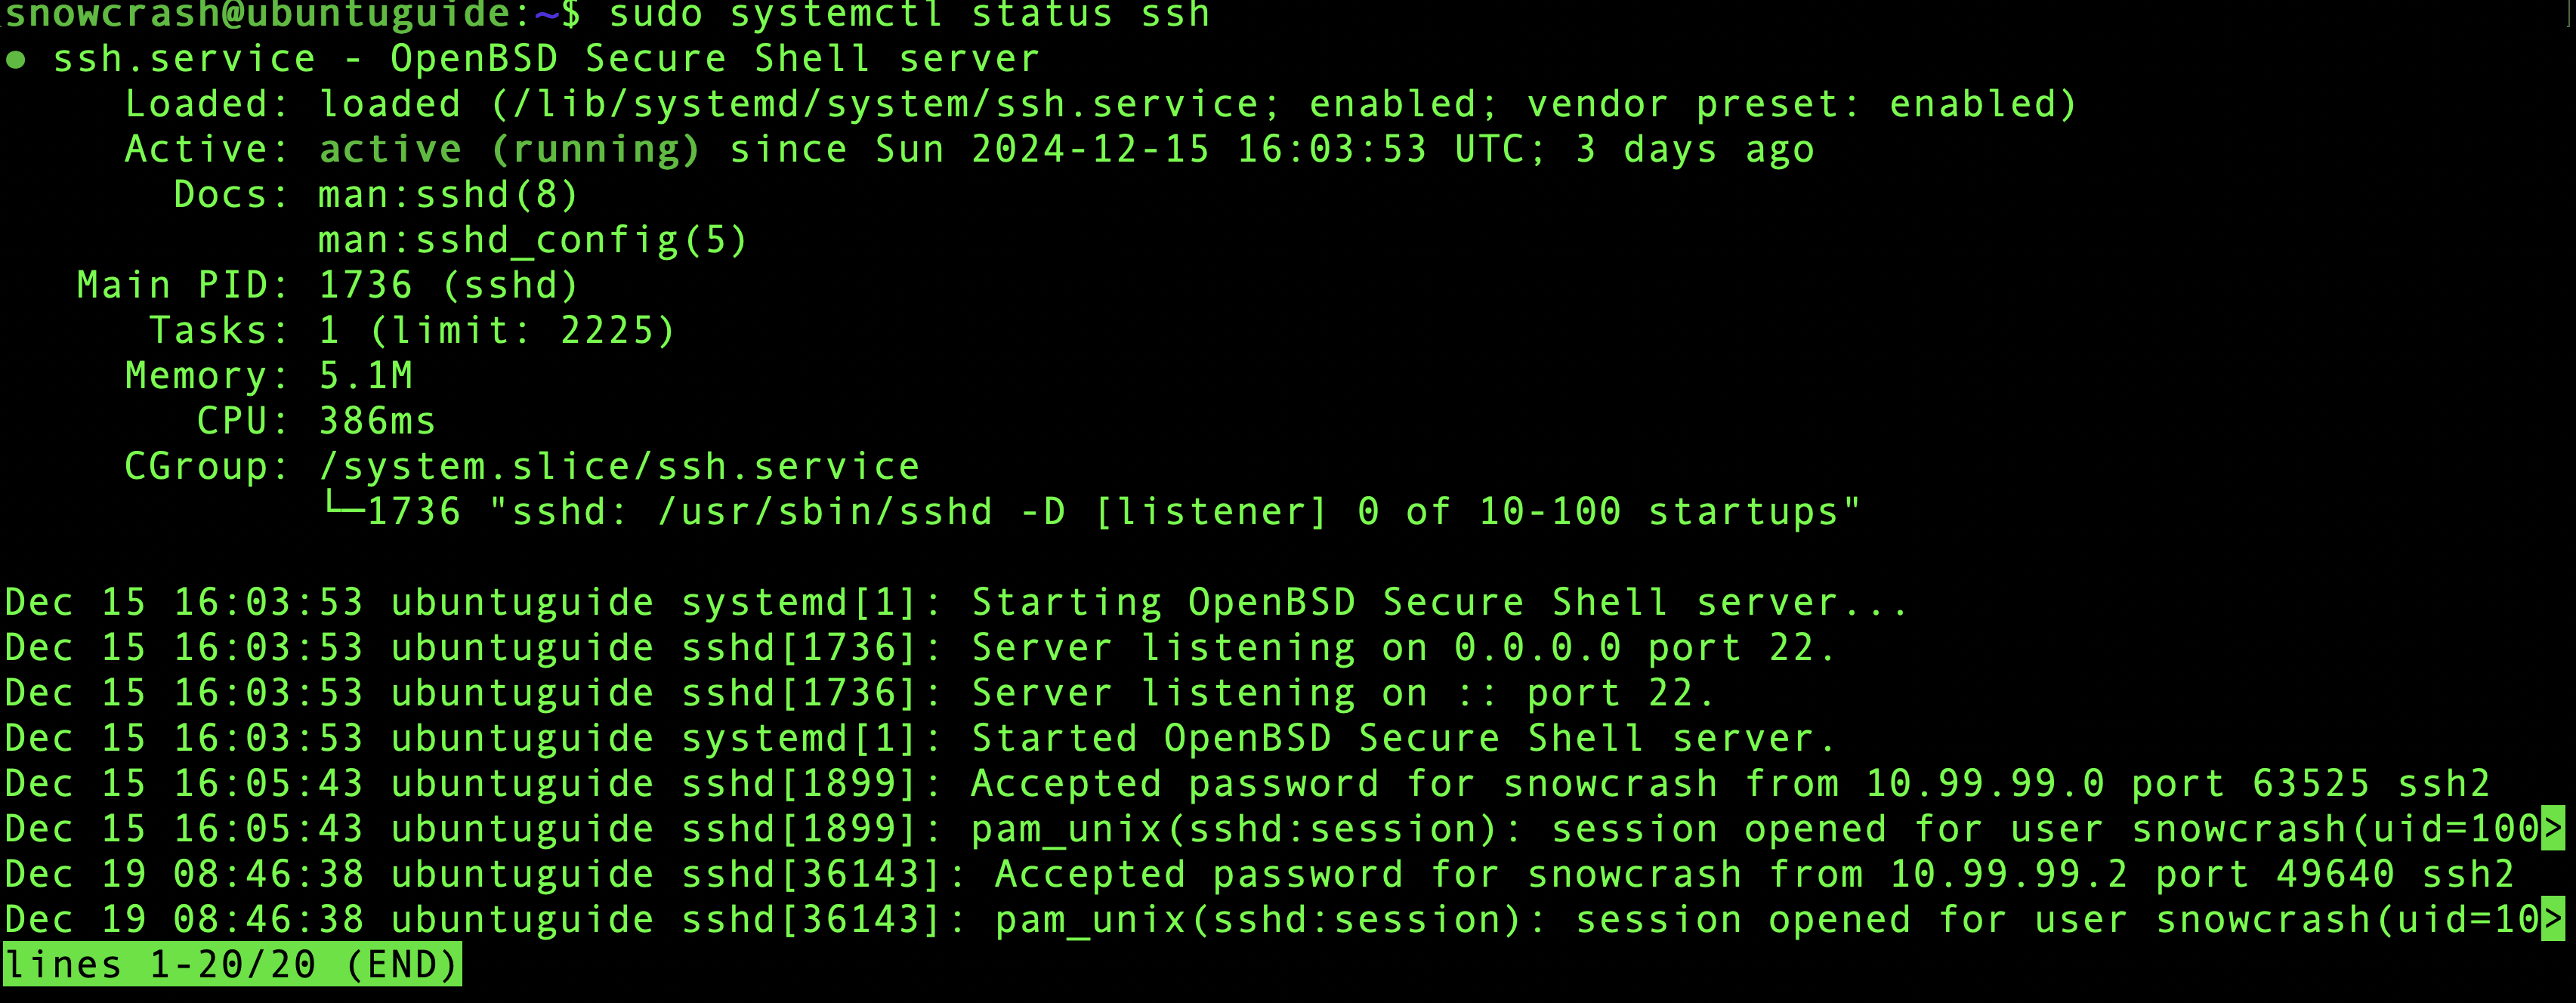 snowcrash@ubuntuguide:~$ sudo systemctl status ssh
● ssh.service - OpenBSD Secure Shell server
     Loaded: loaded (/lib/systemd/system/ssh.service; enabled; vendor preset: enabled)
     Active: active (running) since Sun 2024-12-15 16:03:53 UTC; 3 days ago
       Docs: man:sshd(8)
             man:sshd_config(5)
   Main PID: 1736 (sshd)
      Tasks: 1 (limit: 2225)
     Memory: 5.1M
        CPU: 386ms
     CGroup: /system.slice/ssh.service
             └─1736 "sshd: /usr/sbin/sshd -D [listener] 0 of 10-100 startups"

Dec 15 16:03:53 ubuntuguide systemd[1]: Starting OpenBSD Secure Shell server...
Dec 15 16:03:53 ubuntuguide sshd[1736]: Server listening on 0.0.0.0 port 22.
Dec 15 16:03:53 ubuntuguide sshd[1736]: Server listening on :: port 22.
Dec 15 16:03:53 ubuntuguide systemd[1]: Started OpenBSD Secure Shell server.
Dec 15 16:05:43 ubuntuguide sshd[1899]: Accepted password for snowcrash from 10.99.99.0 port 63525 ssh2
Dec 15 16:05:43 ubuntuguide sshd[1899]: pam_unix(sshd:session): session opened for user snowcrash(uid=100>
Dec 19 08:46:38 ubuntuguide sshd[36143]: Accepted password for snowcrash from 10.99.99.2 port 49640 ssh2
Dec 19 08:46:38 ubuntuguide sshd[36143]: pam_unix(sshd:session): session opened for user snowcrash(uid=10>
lines 1-20/20 (END)